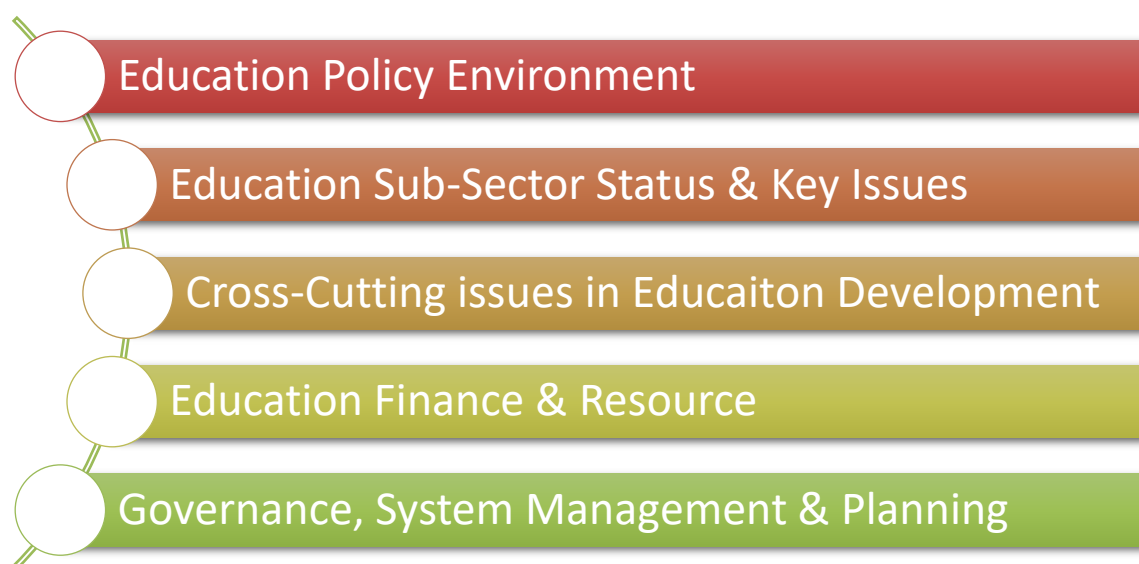 Education Policy Environment
Education Sub-Sector Status & Key Issues
Cross-Cutting issues in Educaiton Development
Education Finance & Resource
Governance, System Management & Planning